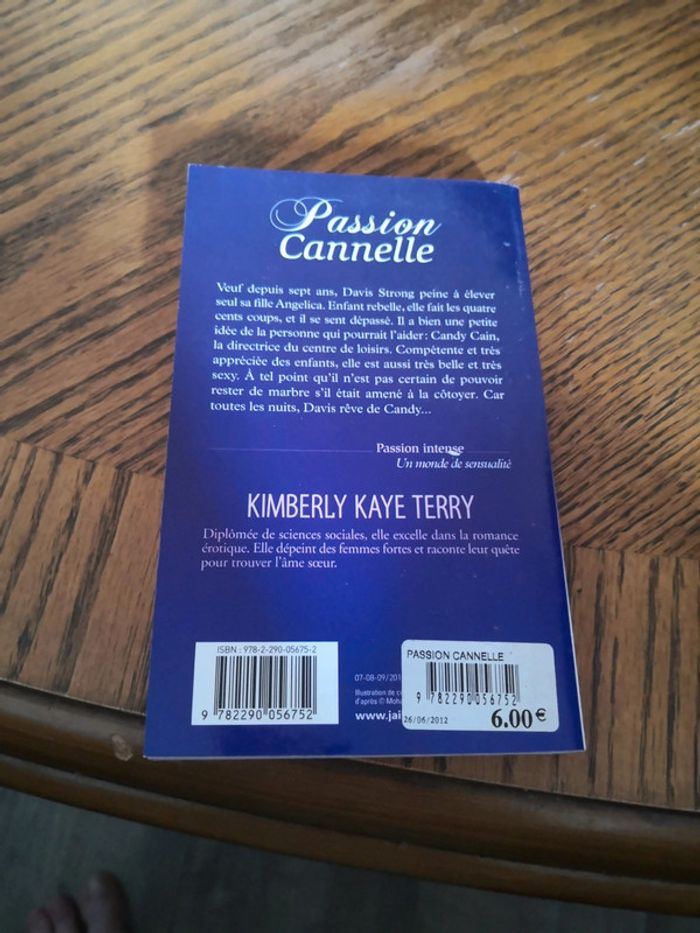 Passion
Cannelle
Veuf depuis sept ans, Davis Strong peine à élever
seul sa fille Angelica. Enfant rebelle, elle fait les quatre
cents coups, et il se sent dépassé. Il a bien une petite
idée de la personne qui pourrait l'aider : Candy Cain,
la directrice du centre de loisirs. Compétente et très
appréciée des enfants, elle est aussi très belle et très
sexy. À tel point qu'il n'est pas certain de pouvoir
rester de marbre s'il était amené à la côtoyer. Car
toutes les nuits, Davis rêve de Candy...
Passion intense
Un monde de sensualité
KIMBERLY KAYE TERRY
Diplômée de sciences sociales, elle excelle dans la romance
érotique. Elle dépeint des femmes fortes et raconte leur quête
pour trouver l'âme sœur.
ISBN : 978-2-290-05675-2
9 782290 056752
07-08-09/201
Illustration de
d'après ©
www.jai
PASSION CANNELLE
9 782290 056752
26/06/2012
6.00€